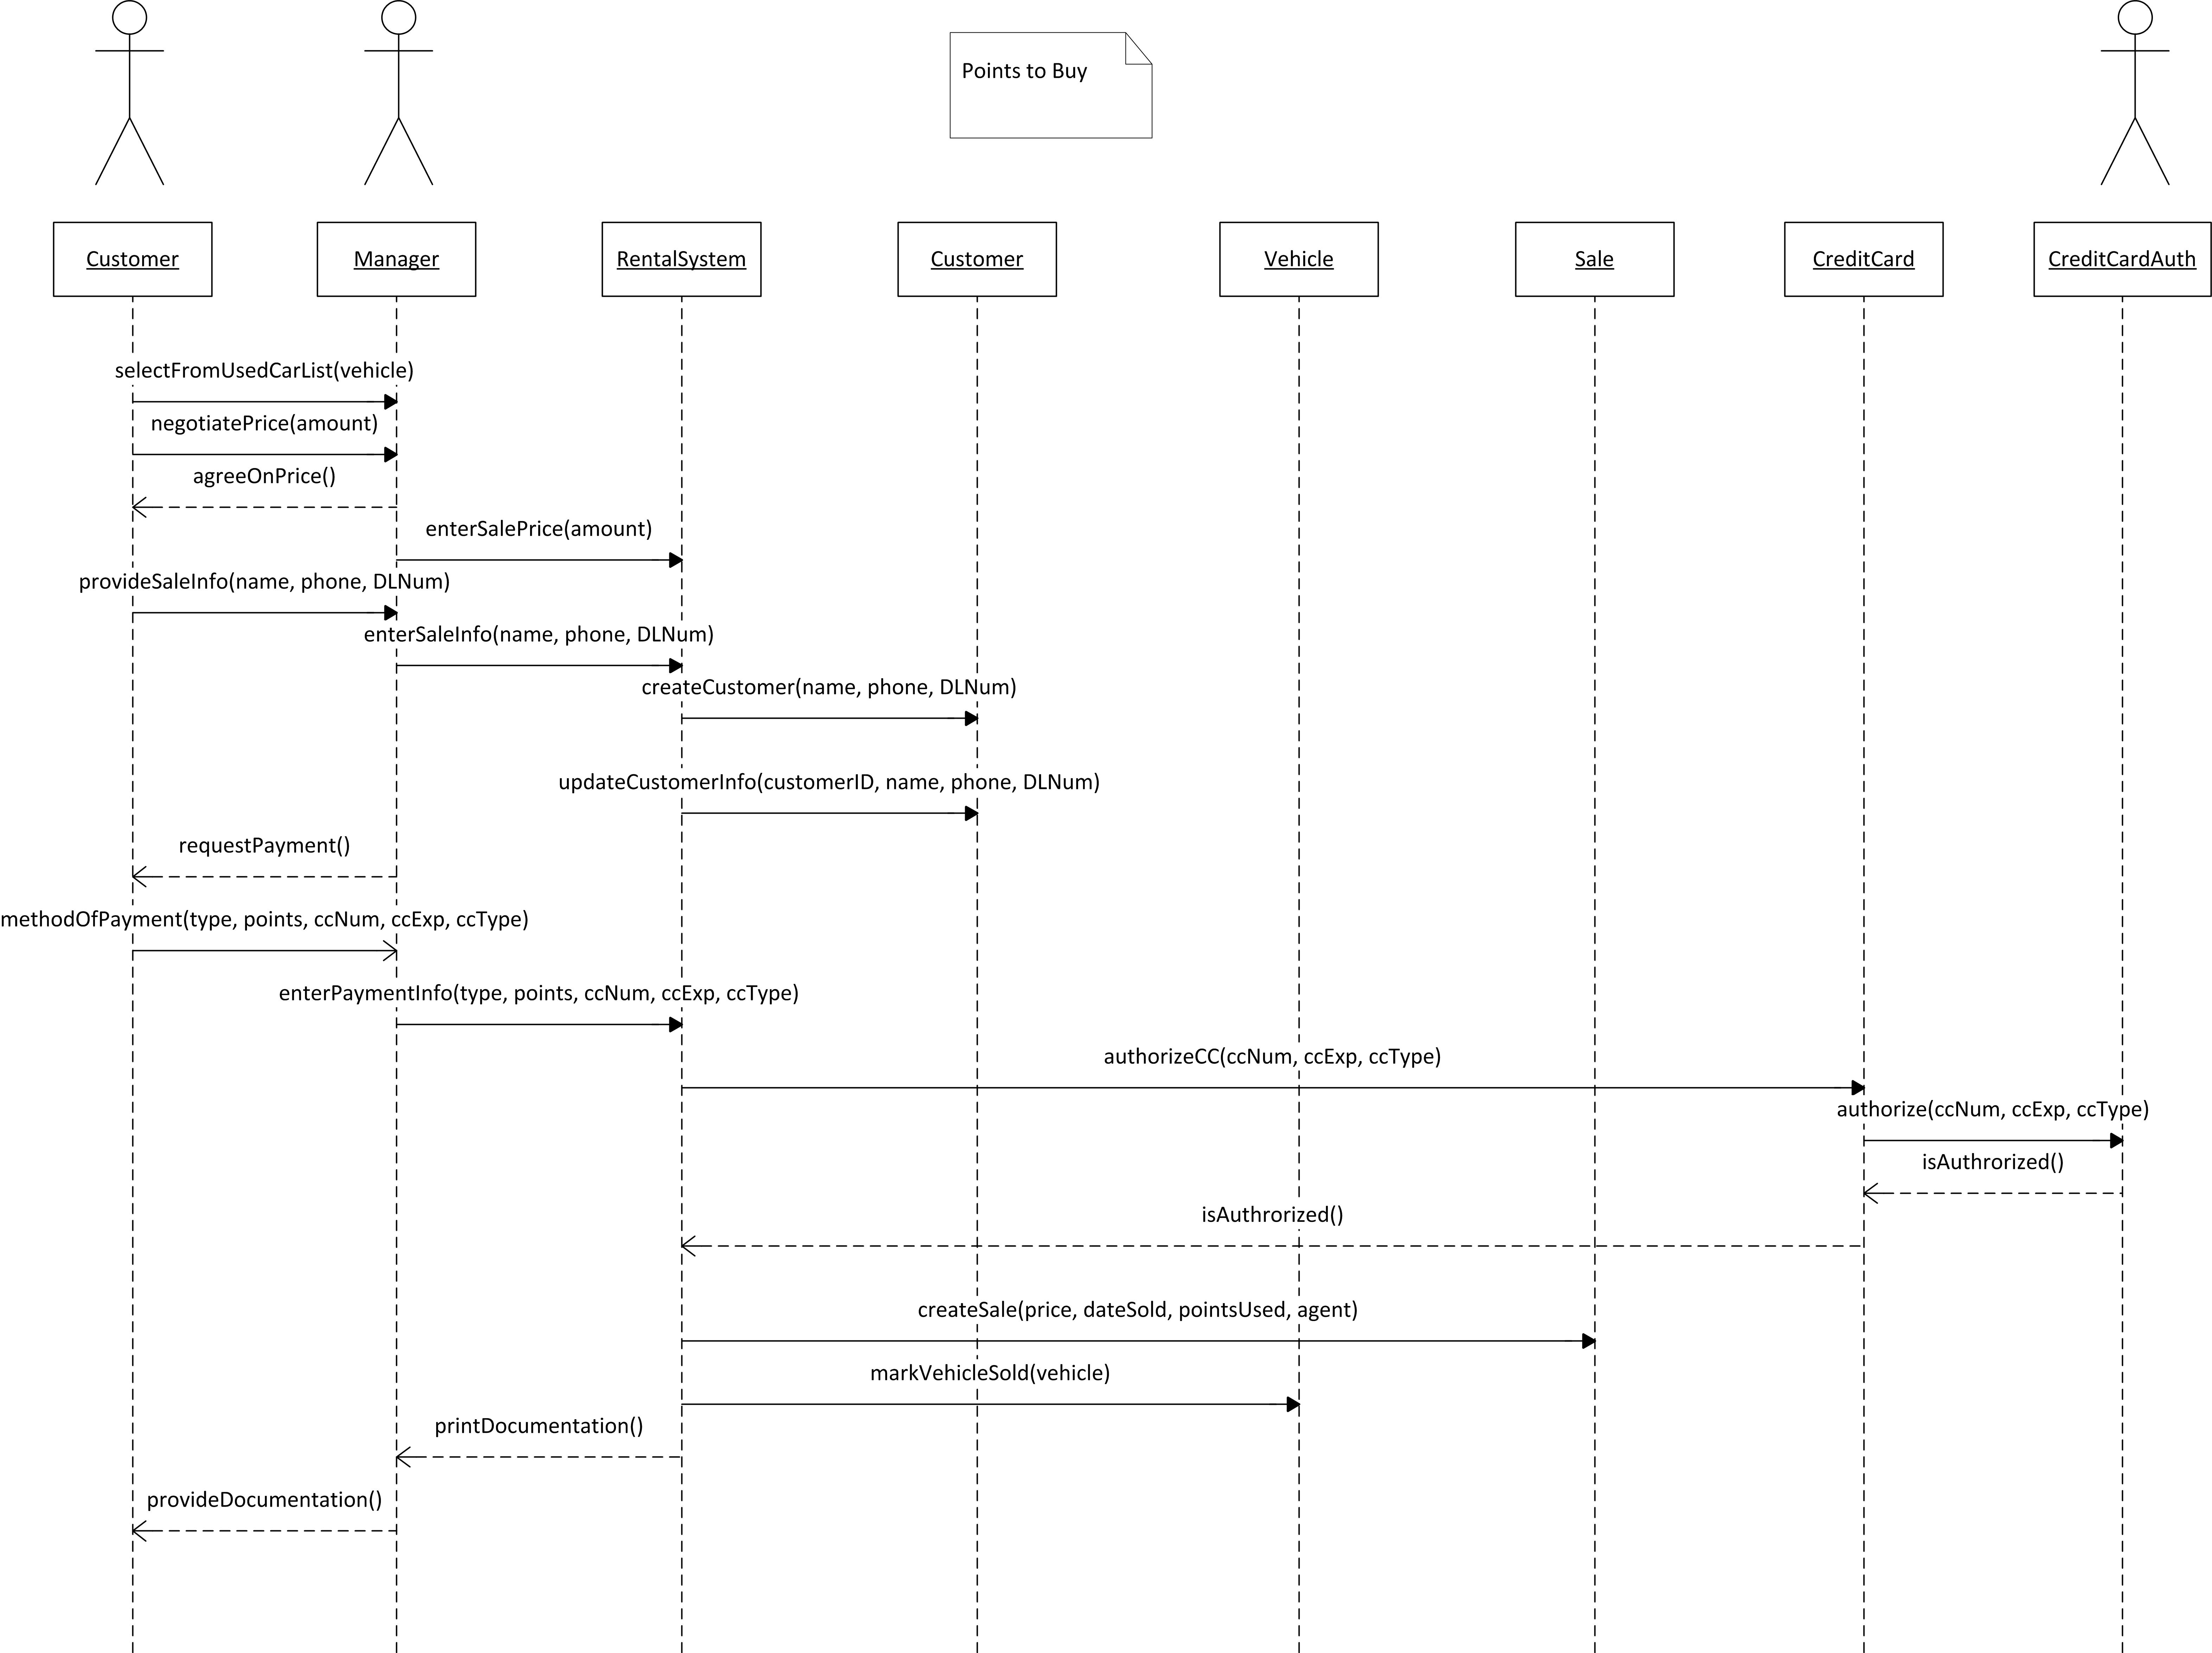 Points to Buy
Customer
Manager
RentalSystem
Customer
Vehicle
Sale
CreditCard
CreditCardAuth
selectFromUsedCarList(vehicle)
negotiatePrice(amount)
agreeOnPrice()
enterSalePrice(amount)
provideSaleInfo(name, phone, DLNum)
enterSaleInfo(name, phone, DLNum)
createCustomer(name, phone, DLNum)
updateCustomerInfo(customerID, name, phone, DLNum)
requestPayment()
methodOfPayment(type, points, ccNum, ccExp, ccType)
enterPaymentInfo(type, points, ccNum, ccExp, ccType)
authorizeCC(ccNum, ccExp, ccType)
authorize(ccNum, ccExp, ccType)
isAuthrorized()
isAuthrorized()
createSale(price, dateSold, pointsUsed, agent)
markVehicleSold(vehicle)
printDocumentation()
provideDocumentation()